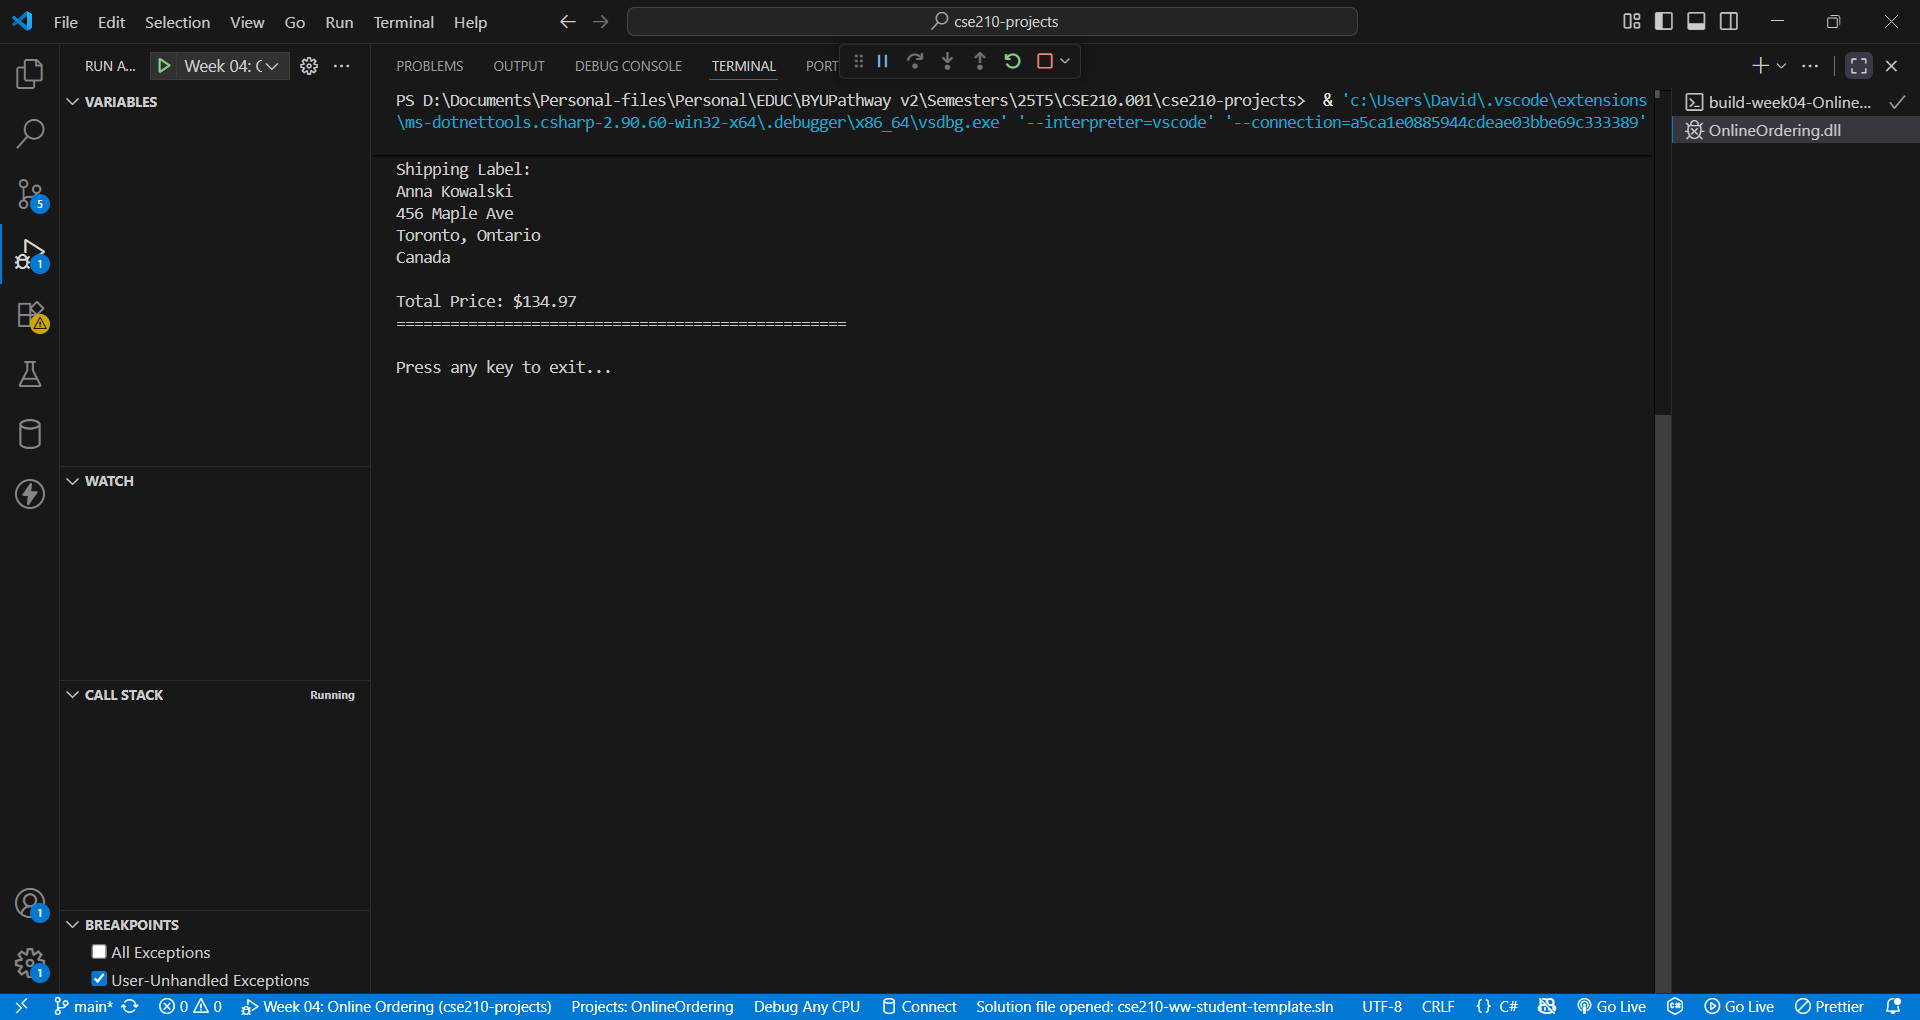 File Edit Selection View Go Run Terminal Help
cse210-projects
RUN A... Week 04: C
PROBLEMS OUTPUT DEBUG CONSOLE TERMINAL PORT
VARIABLES
PS D:\Documents\Personal-files\Personal\EDUC\BYUPathway v2\Semesters\25T5\CSE210.001\cse210-projects> & 'c:\Users\David\.vscode\extensions
\ms-dotnettools.csharp-2.90.60-win32-x64\.debugger\x86_64\vsdbg.exe' '--interpreter=vscode' '--connection=a5ca1e0885944cdeae03bbe69c333389'
build-week04-Online...
OnlineOrdering.dll
Shipping Label:
Anna Kowalski
456 Maple Ave
Toronto, Ontario
Canada
Total Price: $134.97
==================================================
Press any key to exit...
5
1
WATCH
CALL STACK Running
BREAKPOINTS
All Exceptions
User-Unhandled Exceptions
1
1
main* 0 0 Week 04: Online Ordering (cse210-projects) Projects: OnlineOrdering Debug Any CPU Connect Solution file opened: cse210-ww-student-template.sln UTF-8 CRLF {} C# Go Live Go Live Prettier